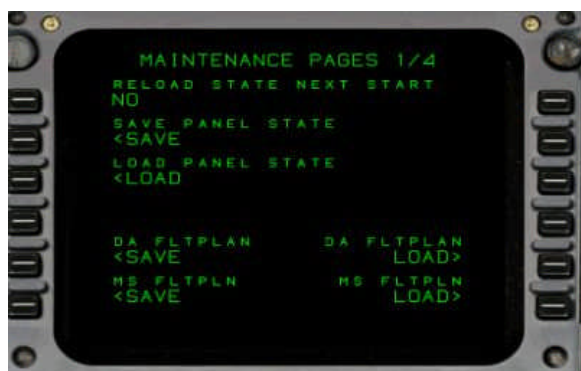 MAINTENANCE PAGES 1/4
RELOAD STATE NEXT START
NO
SAVE PANEL STATE
<SAVE
LOAD PANEL STATE
<LOAD
DA FLTPLAN DA FLTPLAN
<SAVE LOAD>
MS FLTPLN MS FLTPLN
<SAVE LOAD>